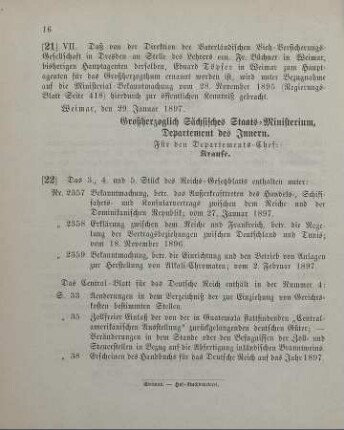 16
[21] VII. Daß von der Direktion der Vaterländischen Vieh-Versicherungs-
Gesellschaft in Dresden an Stelle des Lehrers em. Fr. Büchner in Weimar,
bisherigen Hauptagenten derselben, Eduard Töpfer in Weimar zum Haupt-
agenten für das Großherzogthum ernannt worden ist, wird unter Bezugnahme
auf die Ministerial-Bekanntmachung vom 28. November 1895 (Regierungs-
Blatt Seite 418) hierdurch zur öffentlichen Kenntniß gebracht.
Weimar, den 29. Januar 1897.
Großherzoglich Sächsisches Staats-Ministerium,
Departement des Innern.
Für den Departements-Chef:
Krause.
[22] Das 3., 4. und 5. Stück des Reichs-Gesetzblatts enthalten unter:
Nr. 2357 Bekanntmachung, betr. das Außerkrafttreten des Handels-, Schiff-
fahrts- und Konsularvertrags zwischen dem Reiche und der
Dominikanischen Republik; vom 27. Januar 1897.
„ 2358 Erklärung zwischen dem Reiche und Frankreich, betr. die Rege-
lung der Vertragsbeziehungen zwischen Deutschland und Tunis;
vom 18. November 1896.
„ 2359 Bekanntmachung, betr. die Einrichtung und den Betrieb von Anlagen
zur Herstellung von Alkali-Chromaten; vom 2. Februar 1897.
Das Central-Blatt für das Deutsche Reich enthält in der Nummer 4:
S. 33 Aenderungen in dem Verzeichniß der zur Einziehung von Gerichts-
kosten bestimmten Stellen.
„ 35 Zollfreier Einlaß der von der in Guatemala stattfindenden „Central-
amerikanischen Ausstellung" zurückgelangenden deutschen Güter; —
Veränderungen in dem Stande oder den Befugnissen der Zoll- und
Steuerstellen in Bezug auf die Abfertigung inländischen Branntweins
„ 38 Erscheinen des Handbuchs für das Deutsche Reich auf das Jahr 1897.
Weimar. — Hof-Buchdruckerei.